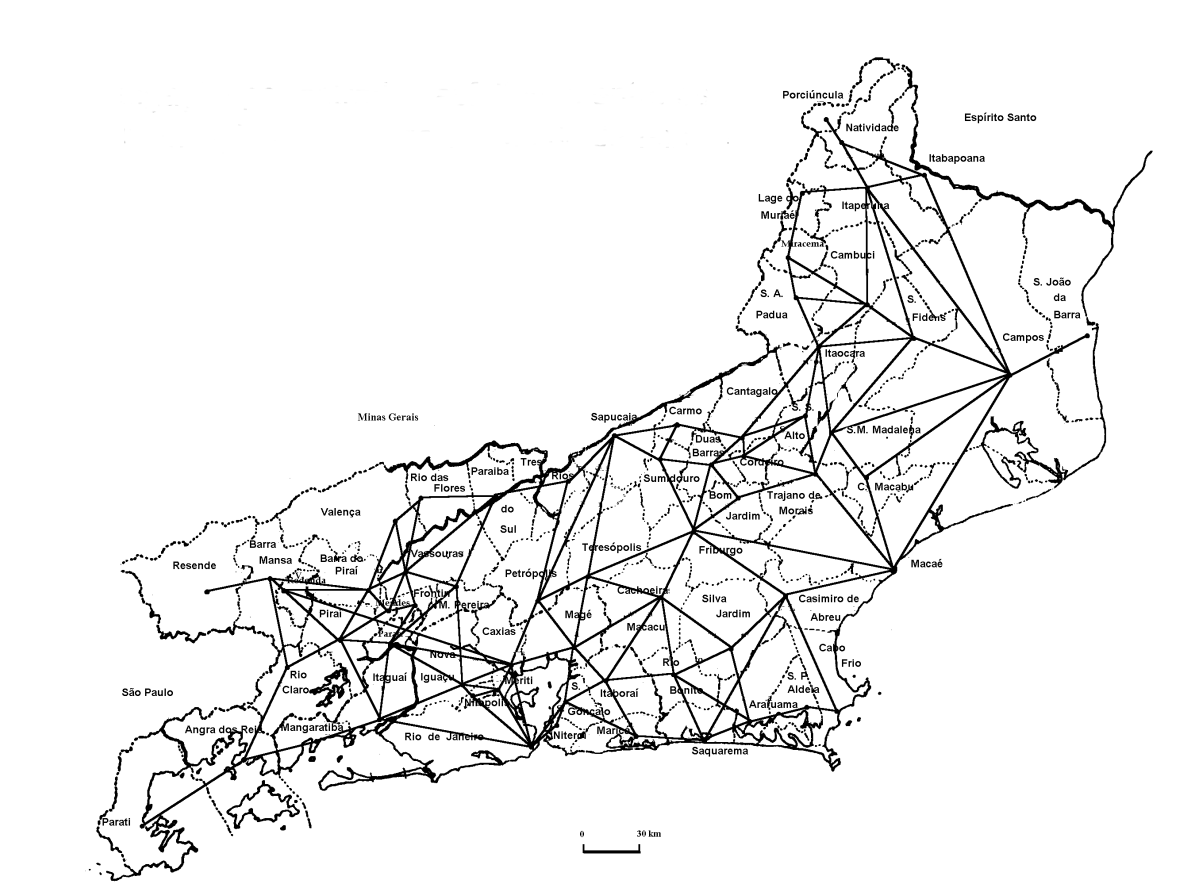 Porciúncula
Espírito Santo
Natividade
Itabapoana
Lage do
Muriaé
Itaperuna
Miracema
Cambuci
S. A.
Padua
S.
Fidélis
S. João
da
Barra
Campos
Itaocara
Cantagalo
Minas Gerais
Sapucaia
Carmo
S. S.
Alto
S.M. Madalena
Duas
Barras
Cordeiro
Tres
Rios
Paraiba
do
Sul
Rio das
Flores
Sumidouro
Bom
Jardim
Trajano de
Morais
C. Macabu
Valença
Barra
Mansa
Barra do
Piraí
Vassouras
Resende
Teresópolis
Friburgo
Macaé
Petrópolis
Redonda
Mendes
Frontin
M. Pereira
Cachoeira
Macacu
Silva
Jardim
Casimiro de
Abreu
Piraí
Magé
Caxias
Cabo
Frio
Nova
Iguaçu
Rio
Claro
Itaguaí
Meriti
Nilopolis
S.
Gonçalo
Itaboraí
Rio
Bonito
S. P.
Aldeia
Araruama
São Paulo
Angra dos Reis
Mangaratiba
Rio de Janeiro
Niteroi
Maricá
Saquarema
Parati
0 30 km